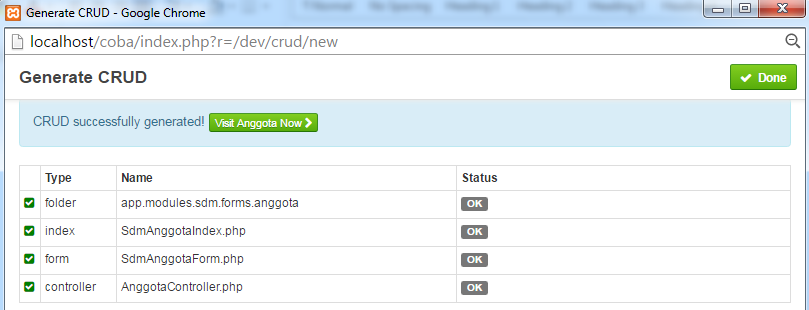 Generate CRUD - Google Chrome
localhost/coba/index.php?r=/dev/crud/new
Generate CRUD
Done
CRUD successfully generated! Visit Anggota Now
Type Name Status
folder app.modules.sdm.forms.anggota OK
index SdmAnggotaIndex.php OK
form SdmAnggotaForm.php OK
controller AnggotaController.php OK